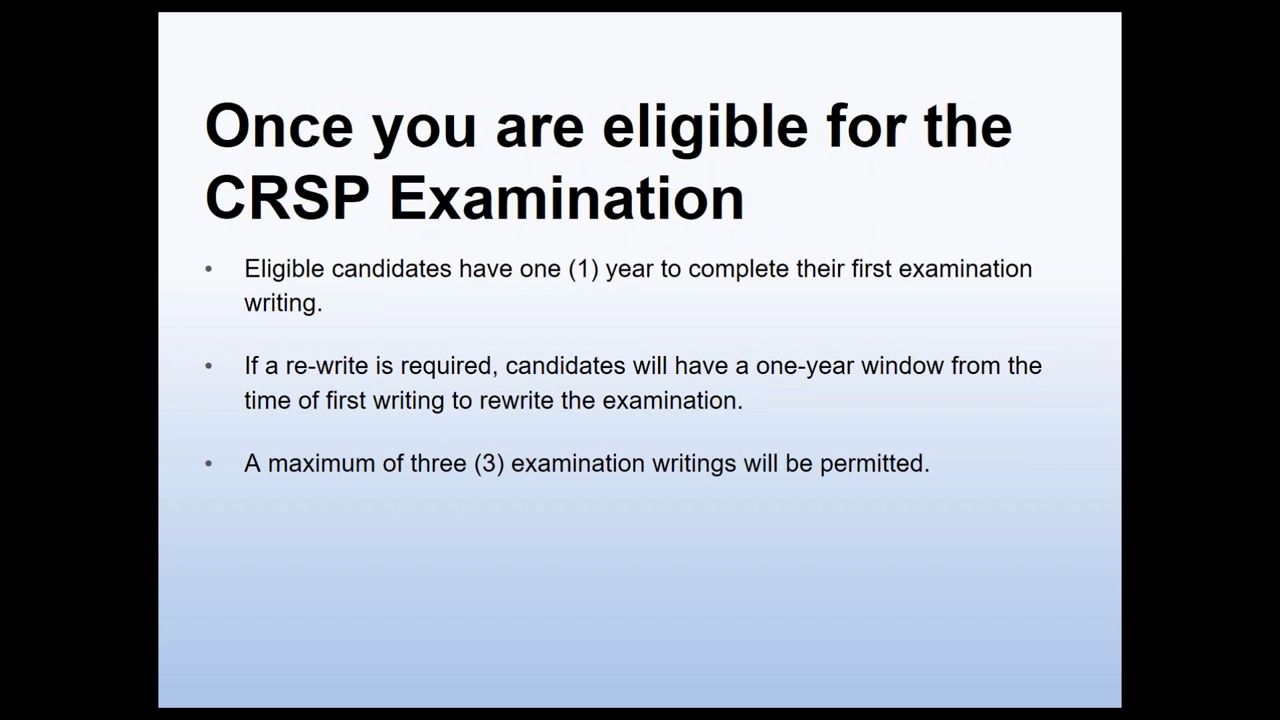 Once you are eligible for the
CRSP Examination
• Eligible candidates have one (1) year to complete their first examination
writing.
• If a re-write is required, candidates will have a one-year window from the
time of first writing to rewrite the examination.
• A maximum of three (3) examination writings will be permitted.